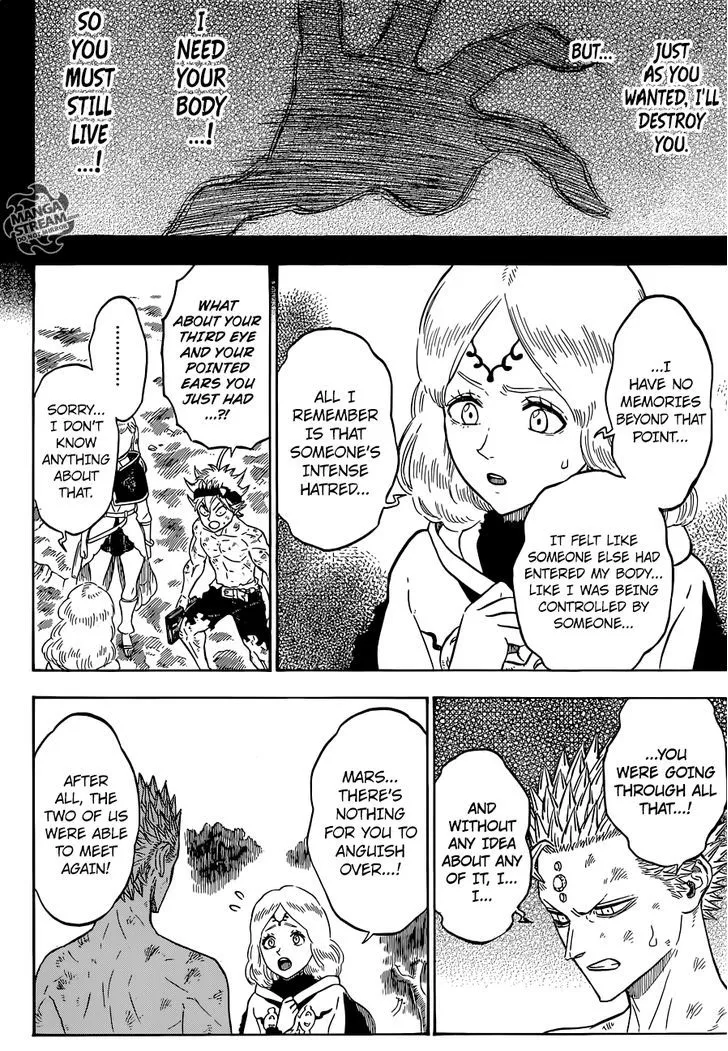 JUST
AS YOU
WANTED, I'LL
DESTROY
YOU.
BUT...
I
NEED
YOUR
BODY
...!
SO
YOU
MUST
STILL
LIVE
...!
MANGA
STREAM
...I
HAVE NO
MEMORIES
BEYOND THAT
POINT...
IT FELT LIKE
SOMEONE ELSE HAD
ENTERED MY BODY...
LIKE I WAS BEING
CONTROLLED BY
SOMEONE...
ALL I
REMEMBER
IS THAT
SOMEONE'S
INTENSE
HATRED...
WHAT
ABOUT YOUR
THIRD EYE
AND YOUR
POINTED
EARS YOU
JUST HAD
...?!
.........
SORRY...
I DON'T
KNOW
ANYTHING
ABOUT
THAT.
...YOU
WERE GOING
THROUGH ALL
THAT...!
AND
WITHOUT
ANY IDEA
ABOUT ANY
OF IT, I...
I...
MARS...
THERE'S
NOTHING
FOR YOU TO
ANGUISH
OVER...!
AFTER
ALL, THE
TWO OF US
WERE ABLE
TO MEET
AGAIN!